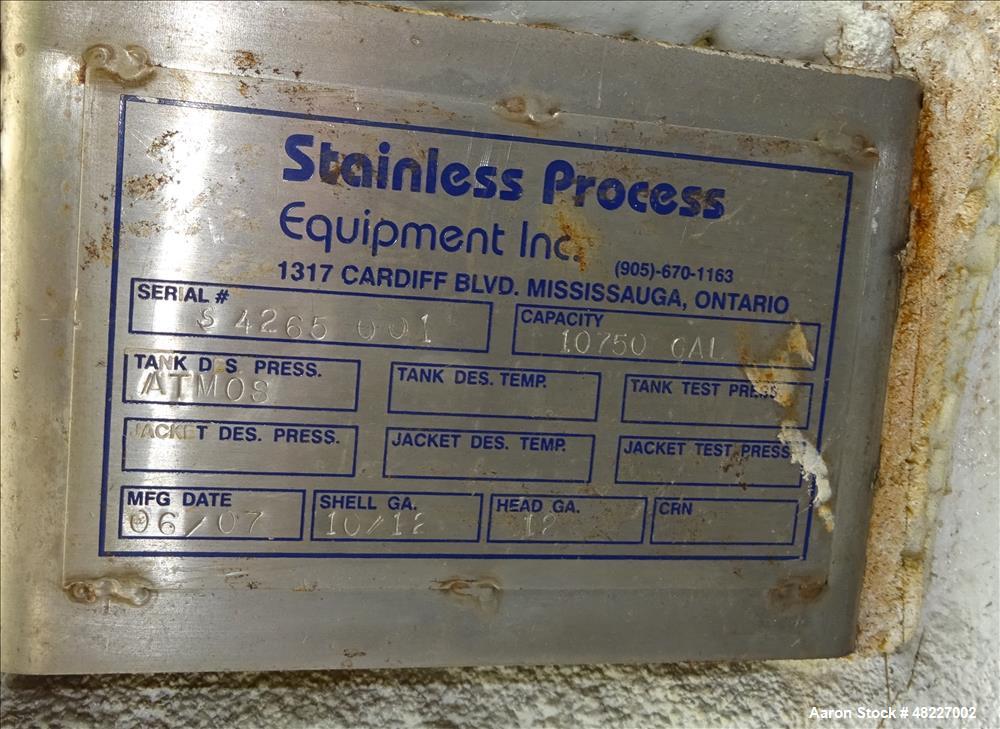 Stainless Process
Equipment Inc.
(905)-670-1163
1317 CARDIFF BLVD. MISSISSAUGA, ONTARIO
SERIAL #
S 4265 001
CAPACITY
10750 GAL
TANK DES. PRESS.
ATMOS
TANK DES. TEMP.
TANK TEST PRESS.
JACKET DES. PRESS.
JACKET DES. TEMP.
JACKET TEST PRESS.
MFG DATE
06/07
SHELL GA.
10/12
HEAD GA.
12
CRN
Aaron Stock # 48227002